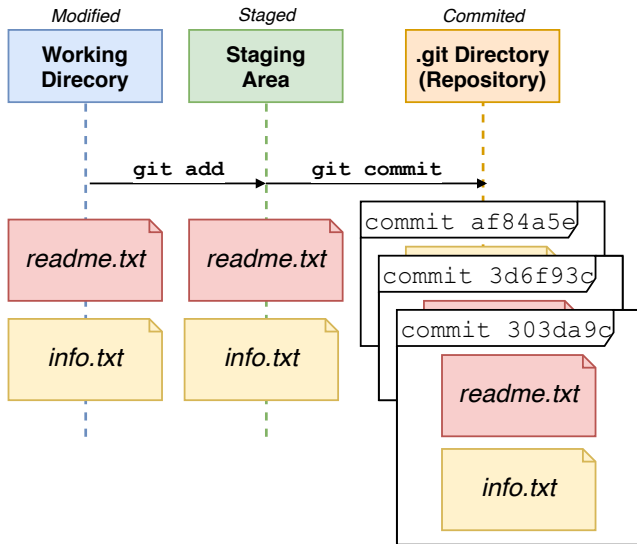 Modified
Staged
Commited
Working
Direcory
Staging
Area
.git Directory
(Repository)
git add
git commit
commit af84a5e
readme.txt
readme.txt
commit 3d6f93c
commit 303da9c
info.txt
info.txt
readme.txt
info.txt